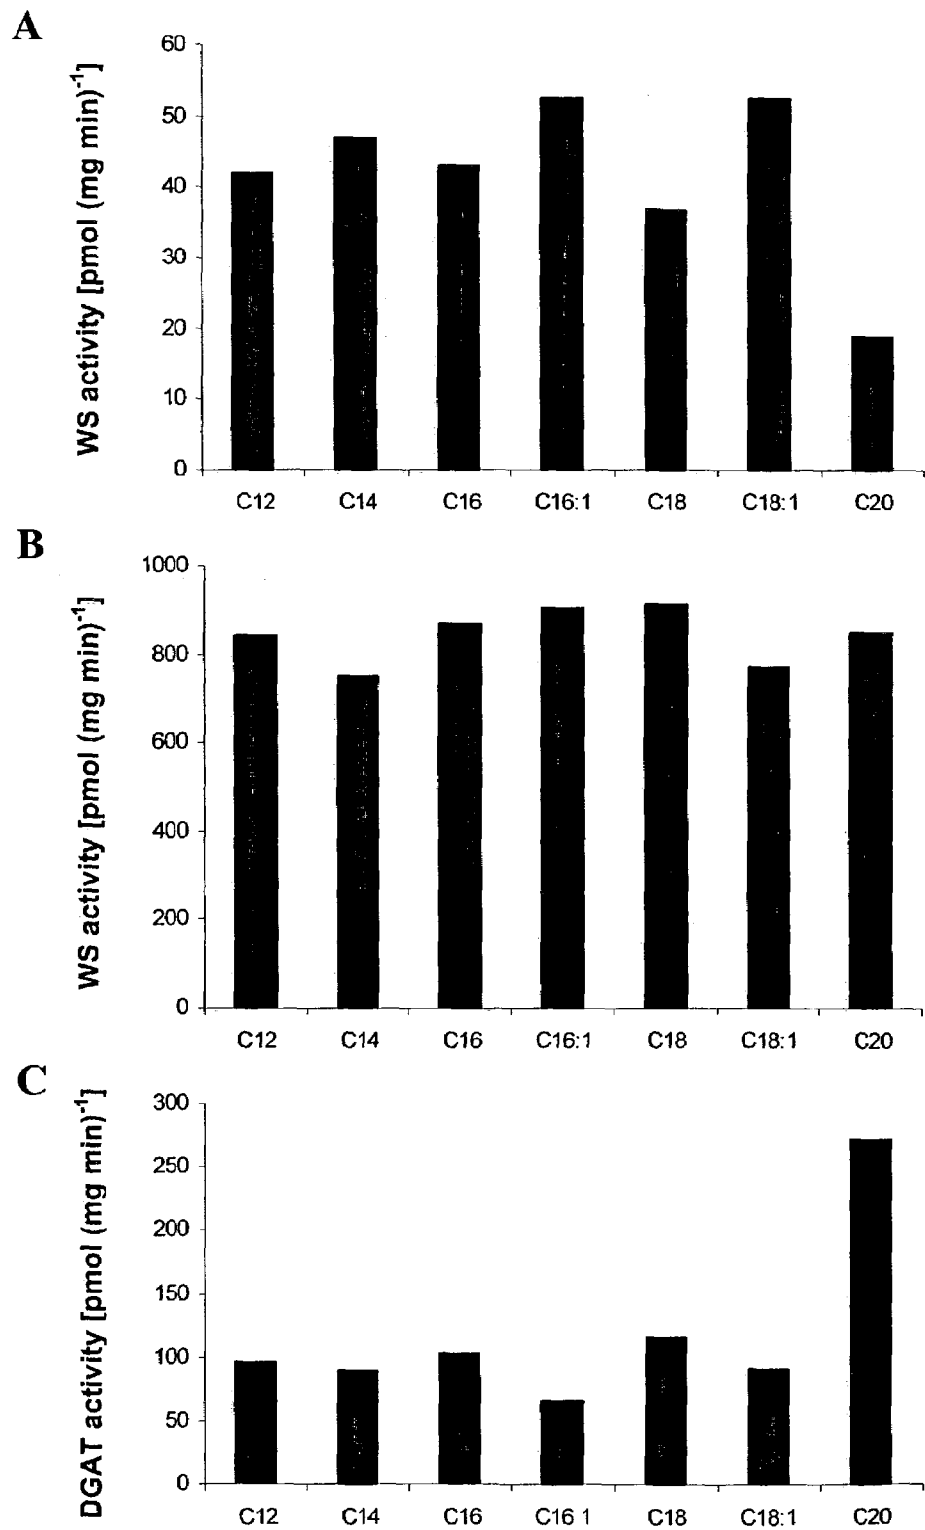 A
WS activity [pmol (mg min)-1]
60
50
40
30
20
10
0
C12 C14 C16 C16:1 C18 C18:1 C20
B
WS activity [pmol (mg min)-1]
1000
800
600
400
200
0
C12 C14 C16 C16:1 C18 C18:1 C20
C
DGAT activity [pmol (mg min)-1]
300
250
200
150
100
50
0
C12 C14 C16 C16 1 C18 C18:1 C20